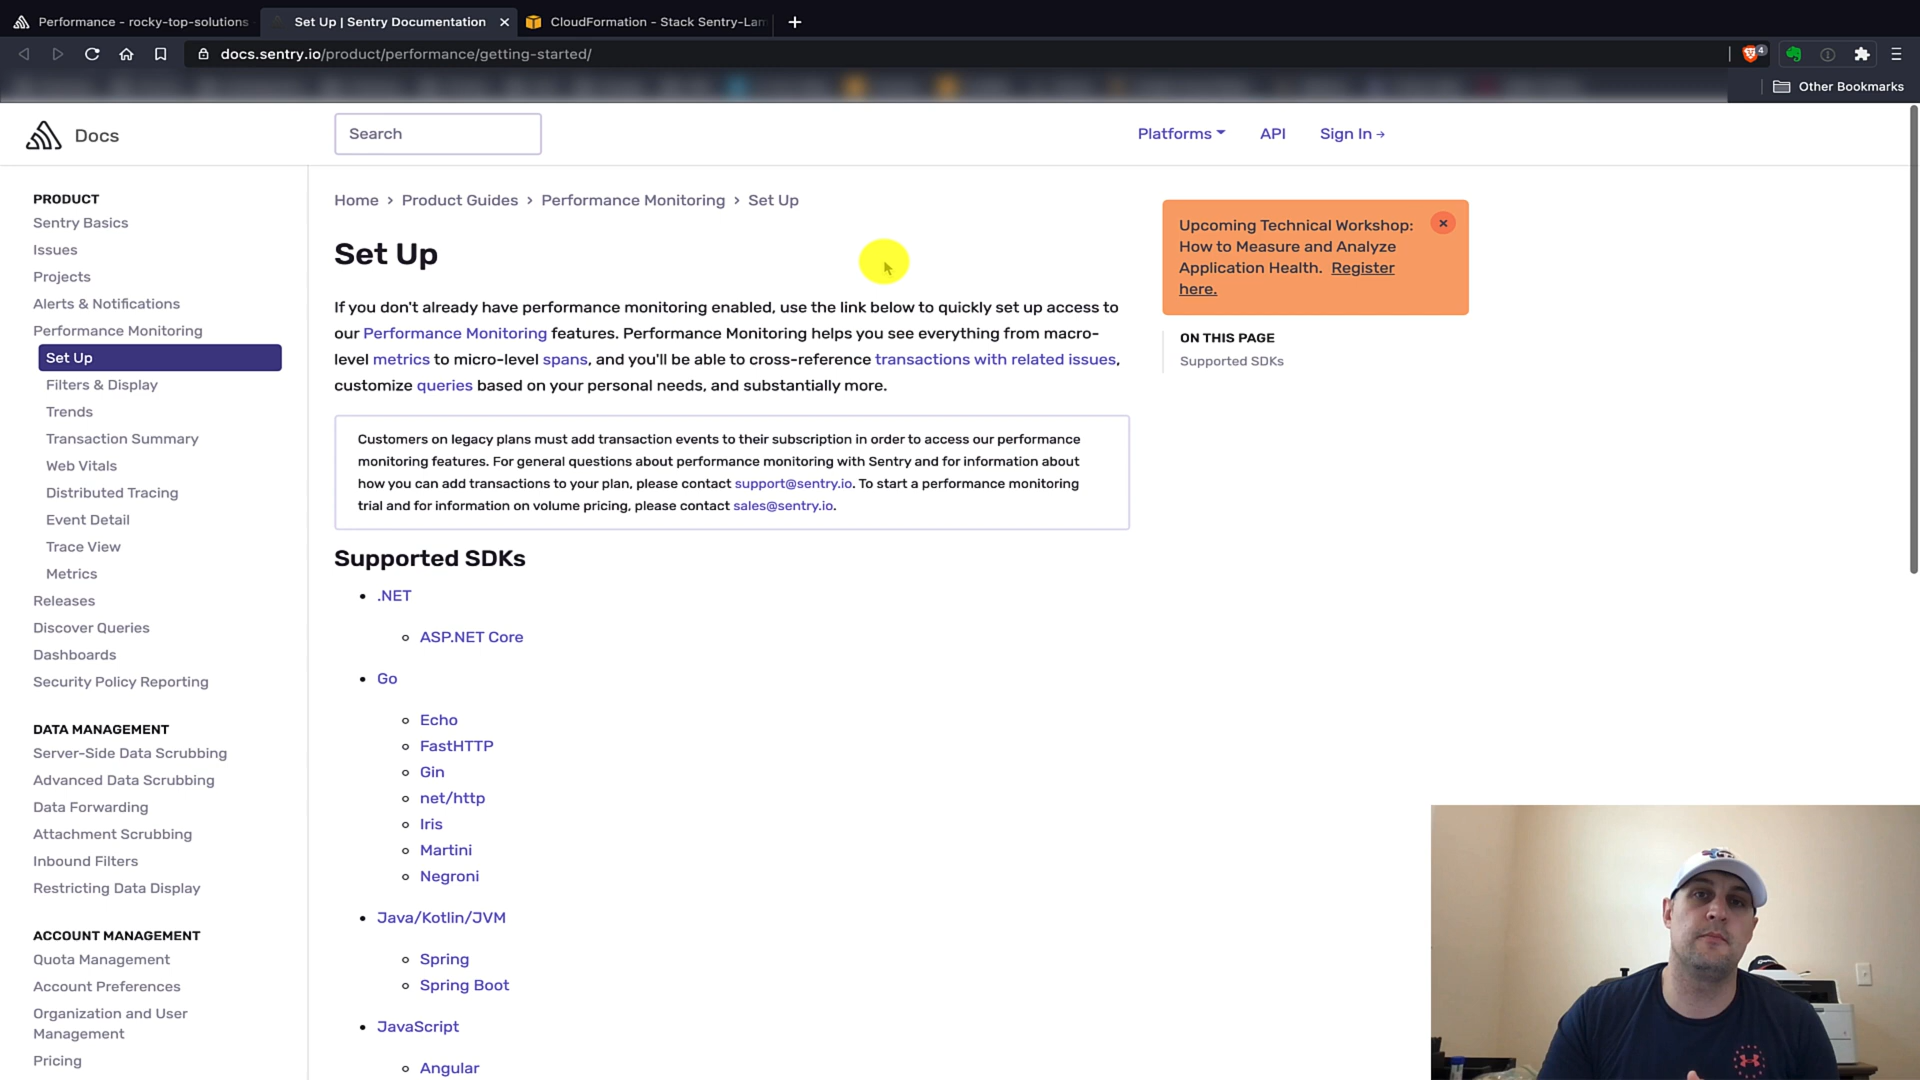 Performance - rocky-top-solutions
Set Up | Sentry Documentation
CloudFormation - Stack Sentry-Lam
docs.sentry.io/product/performance/getting-started/
4
Other Bookmarks
Docs
Search
Platforms
API
Sign In →
PRODUCT
Sentry Basics
Issues
Projects
Alerts & Notifications
Performance Monitoring
Set Up
Filters & Display
Trends
Transaction Summary
Web Vitals
Distributed Tracing
Event Detail
Trace View
Metrics
Releases
Discover Queries
Dashboards
Security Policy Reporting
DATA MANAGEMENT
Server-Side Data Scrubbing
Advanced Data Scrubbing
Data Forwarding
Attachment Scrubbing
Inbound Filters
Restricting Data Display
ACCOUNT MANAGEMENT
Quota Management
Account Preferences
Organization and User
Management
Pricing
Home › Product Guides › Performance Monitoring › Set Up
Set Up
If you don't already have performance monitoring enabled, use the link below to quickly set up access to
our Performance Monitoring features. Performance Monitoring helps you see everything from macro-
level metrics to micro-level spans, and you'll be able to cross-reference transactions with related issues,
customize queries based on your personal needs, and substantially more.
Customers on legacy plans must add transaction events to their subscription in order to access our performance
monitoring features. For general questions about performance monitoring with Sentry and for information about
how you can add transactions to your plan, please contact support@sentry.io. To start a performance monitoring
trial and for information on volume pricing, please contact sales@sentry.io.
Supported SDKs
.NET
ASP.NET Core
Go
Echo
FastHTTP
Gin
net/http
Iris
Martini
Negroni
Java/Kotlin/JVM
Spring
Spring Boot
JavaScript
Angular
Upcoming Technical Workshop:
How to Measure and Analyze
Application Health. Register
here.
ON THIS PAGE
Supported SDKs